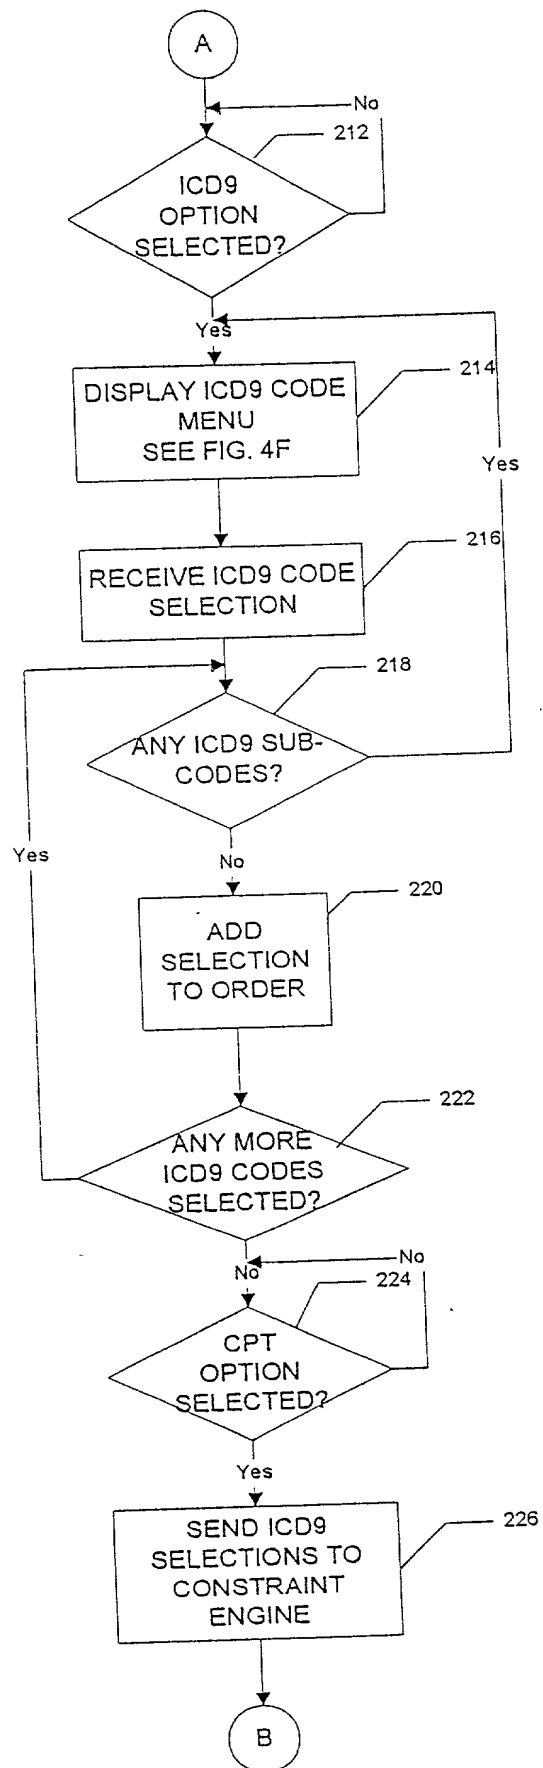 A
No
212
ICD9
OPTION
SELECTED?
Yes
214
DISPLAY ICD9 CODE
MENU
SEE FIG. 4F
Yes
216
RECEIVE ICD9 CODE
SELECTION
218
ANY ICD9 SUB-
CODES?
Yes
No
220
ADD
SELECTION
TO ORDER
222
ANY MORE
ICD9 CODES
SELECTED?
No
No
224
CPT
OPTION
SELECTED?
Yes
226
SEND ICD9
SELECTIONS TO
CONSTRAINT
ENGINE
B